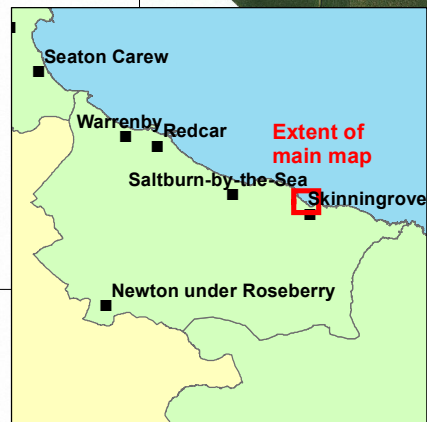 Seaton Carew
Warrenby
Redcar
Extent of
main map
Saltburn-by-the-Sea
Skinningrove
Newton under Roseberry